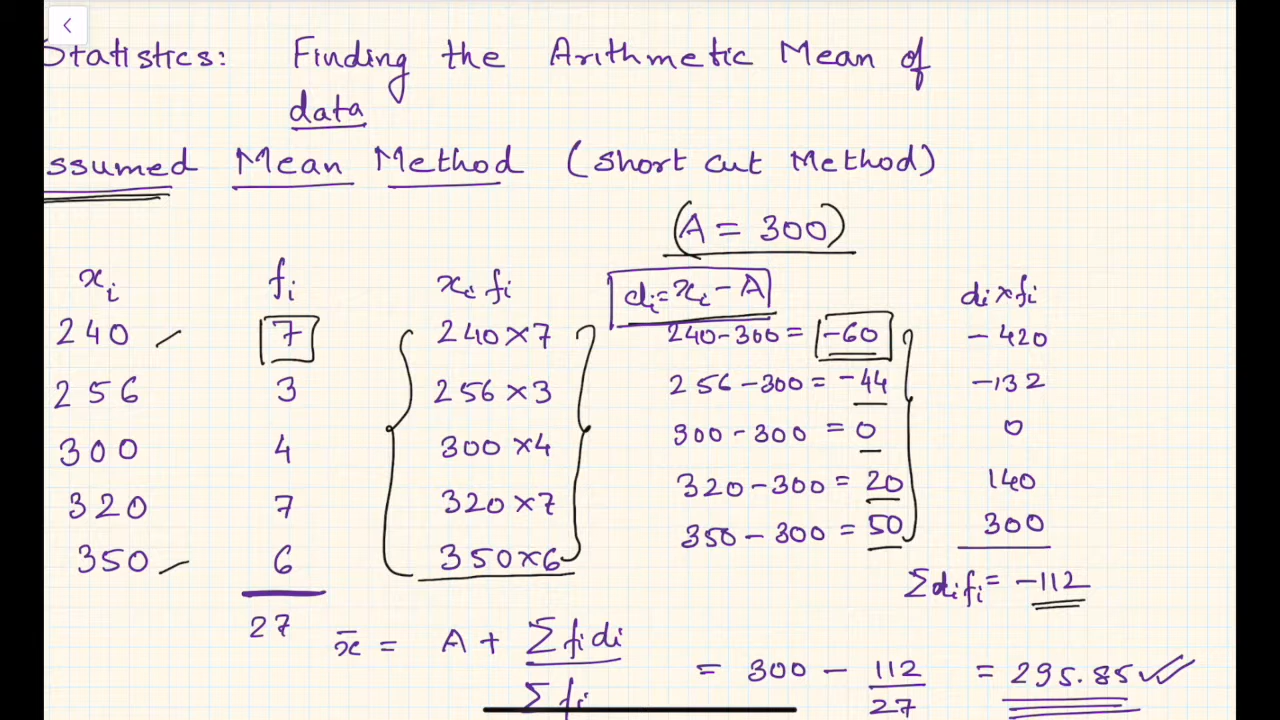 Statistics: Finding the Arithmetic Mean of
data
ssumed Mean Method (short cut Method)
(A = 300)
xi fi xi fi di = xi - A di x fi
240 7 240 x 7 240 - 300 = -60 - 420
256 3 256 x 3 256 - 300 = -44 -132
300 4 300 x 4 300 - 300 = 0 0
320 7 320 x 7 320 - 300 = 20 140
350 6 350 x 6 350 - 300 = 50 300
Σdifi = -112
27 x̄ = A + Σfidi / Σfi = 300 - 112/27 = 295.85